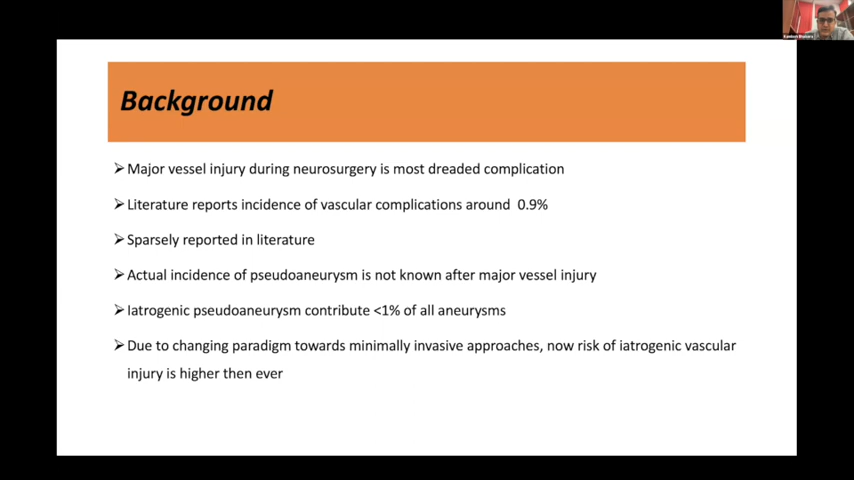 Background
➢Major vessel injury during neurosurgery is most dreaded complication
➢Literature reports incidence of vascular complications around 0.9%
➢Sparsely reported in literature
➢Actual incidence of pseudoaneurysm is not known after major vessel injury
➢Iatrogenic pseudoaneurysm contribute <1% of all aneurysms
➢Due to changing paradigm towards minimally invasive approaches, now risk of iatrogenic vascular
injury is higher then ever